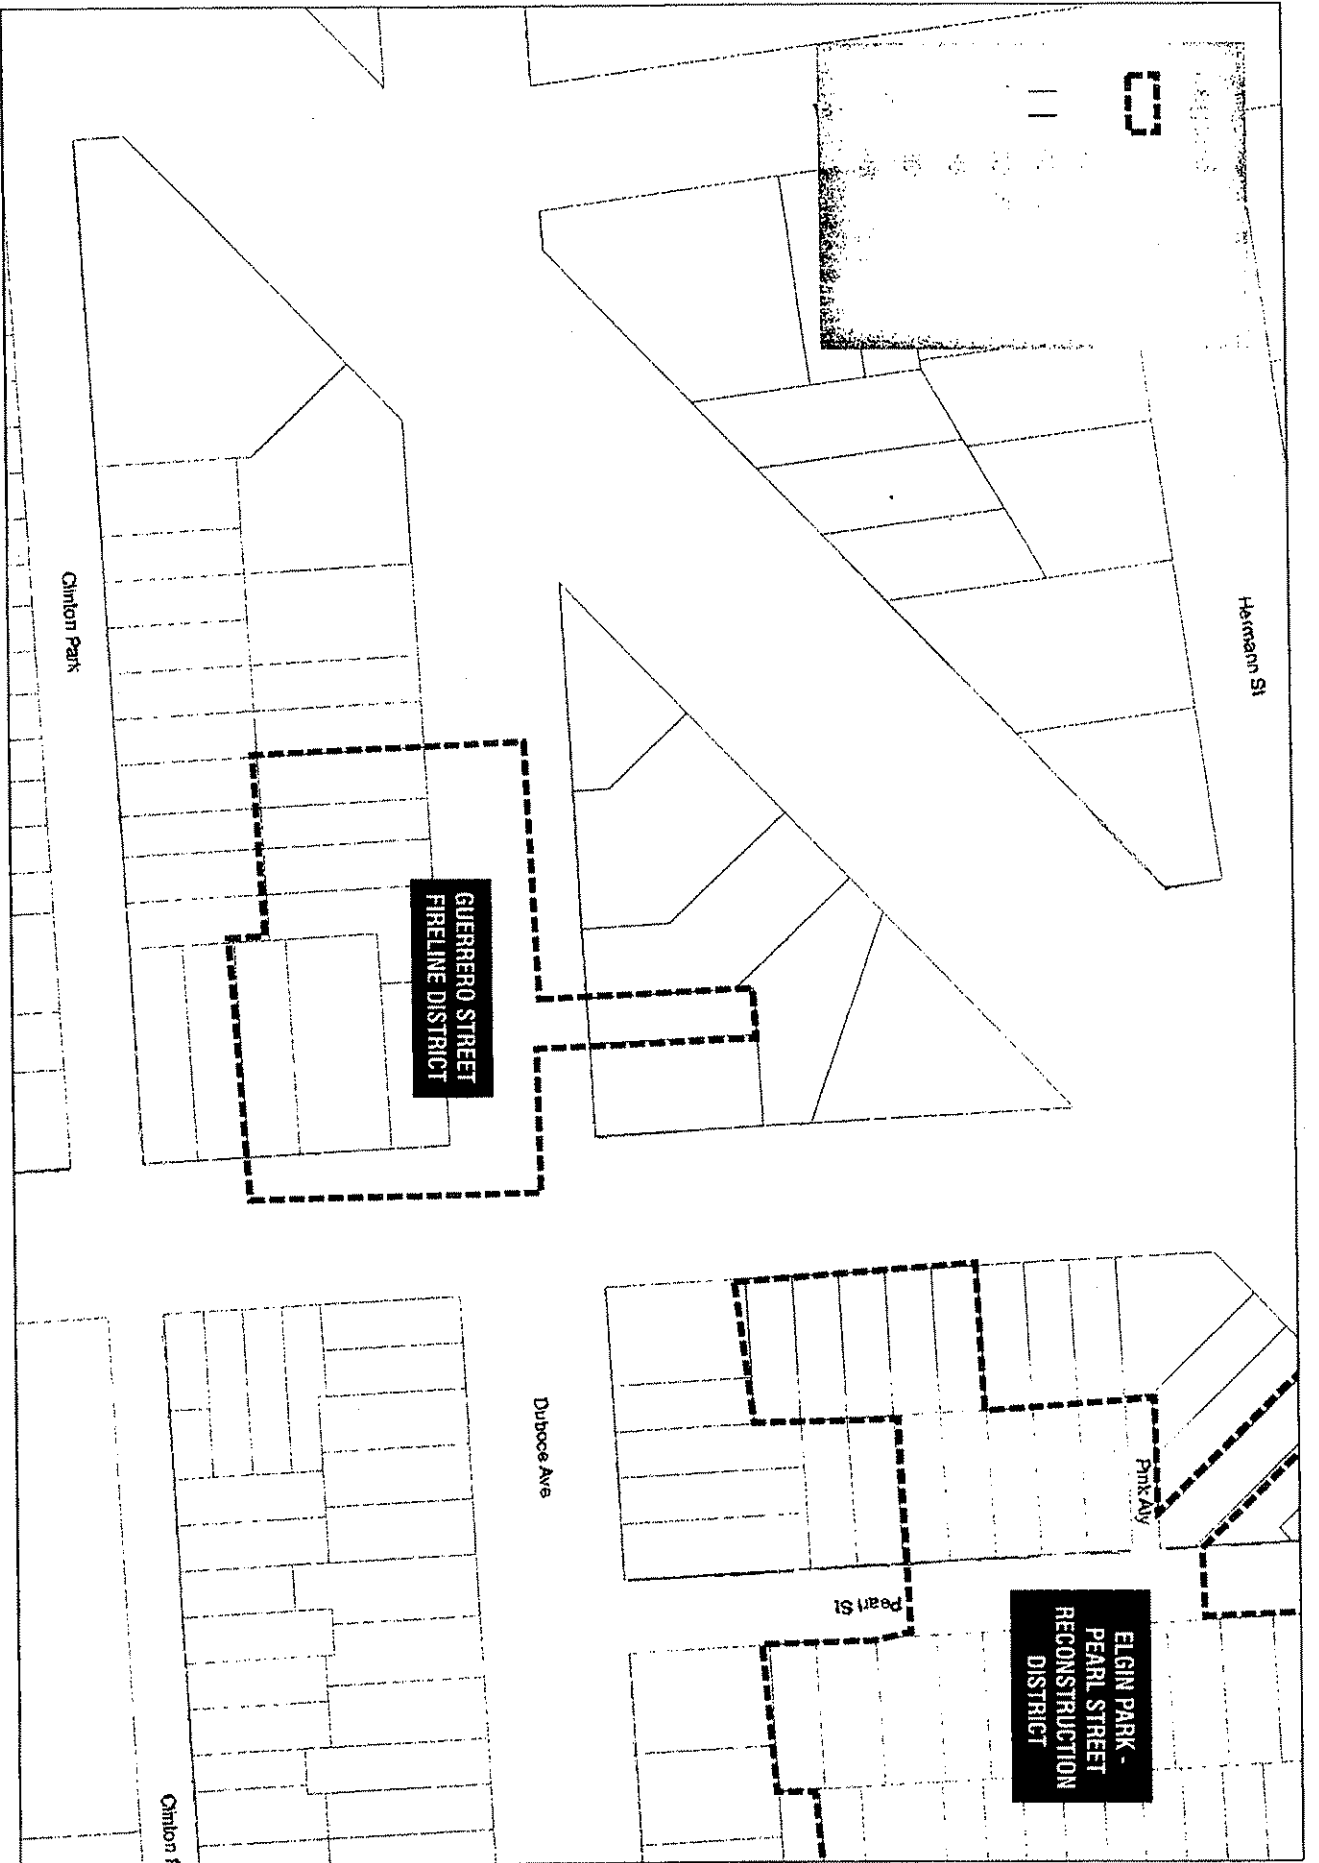 Hermann St
Clinton Park
GUERRERO STREET
FIRELINE DISTRICT
Duboce Ave
Pink Aly
Pearl St
ELGIN PARK -
PEARL STREET
RECONSTRUCTION
DISTRICT
Clinton